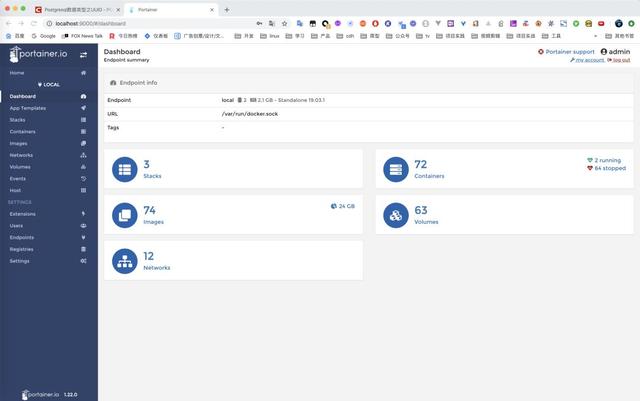 Postgresql数据类型之UUID - P
Portainer
localhost:9000/#/dashboard
Apps
Google
FOX News Talk
今日热榜
仪表板
广告创意/设计/文...
开发
linux
学习
产品
cdh
微型
公众号
tv
项目实践
视频剪辑
项目实战
工具
其他书签
portainer.io
Home
LOCAL
Dashboard
App Templates
Stacks
Containers
Images
Networks
Volumes
Events
Host
SETTINGS
Extensions
Users
Endpoints
Registries
Settings
portainer.io 1.22.0
Dashboard
Endpoint summary
Portainer support
admin
my account
log out
Endpoint info
Endpoint local 2 2.1 GB - Standalone 19.03.1
URL /var/run/docker.sock
Tags -
3
Stacks
72
Containers
2 running
64 stopped
74
Images
24 GB
63
Volumes
12
Networks